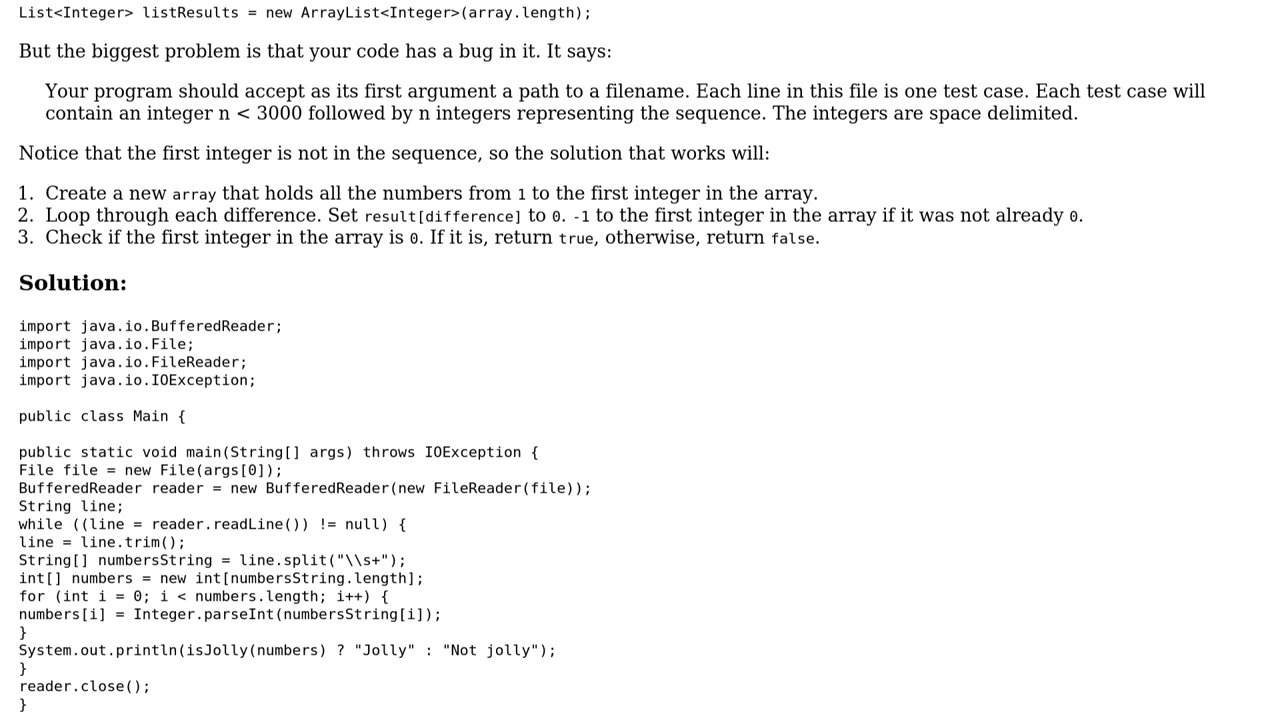 List<Integer> listResults = new ArrayList<Integer>(array.length);
But the biggest problem is that your code has a bug in it. It says:
Your program should accept as its first argument a path to a filename. Each line in this file is one test case. Each test case will
contain an integer n < 3000 followed by n integers representing the sequence. The integers are space delimited.
Notice that the first integer is not in the sequence, so the solution that works will:
1. Create a new array that holds all the numbers from 1 to the first integer in the array.
2. Loop through each difference. Set result[difference] to 0. -1 to the first integer in the array if it was not already 0.
3. Check if the first integer in the array is 0. If it is, return true, otherwise, return false.
Solution:
import java.io.BufferedReader;
import java.io.File;
import java.io.FileReader;
import java.io.IOException;
public class Main {
public static void main(String[] args) throws IOException {
File file = new File(args[0]);
BufferedReader reader = new BufferedReader(new FileReader(file));
String line;
while ((line = reader.readLine()) != null) {
line = line.trim();
String[] numbersString = line.split("\\s+");
int[] numbers = new int[numbersString.length];
for (int i = 0; i < numbers.length; i++) {
numbers[i] = Integer.parseInt(numbersString[i]);
}
System.out.println(isJolly(numbers) ? "Jolly" : "Not jolly");
}
reader.close();
}